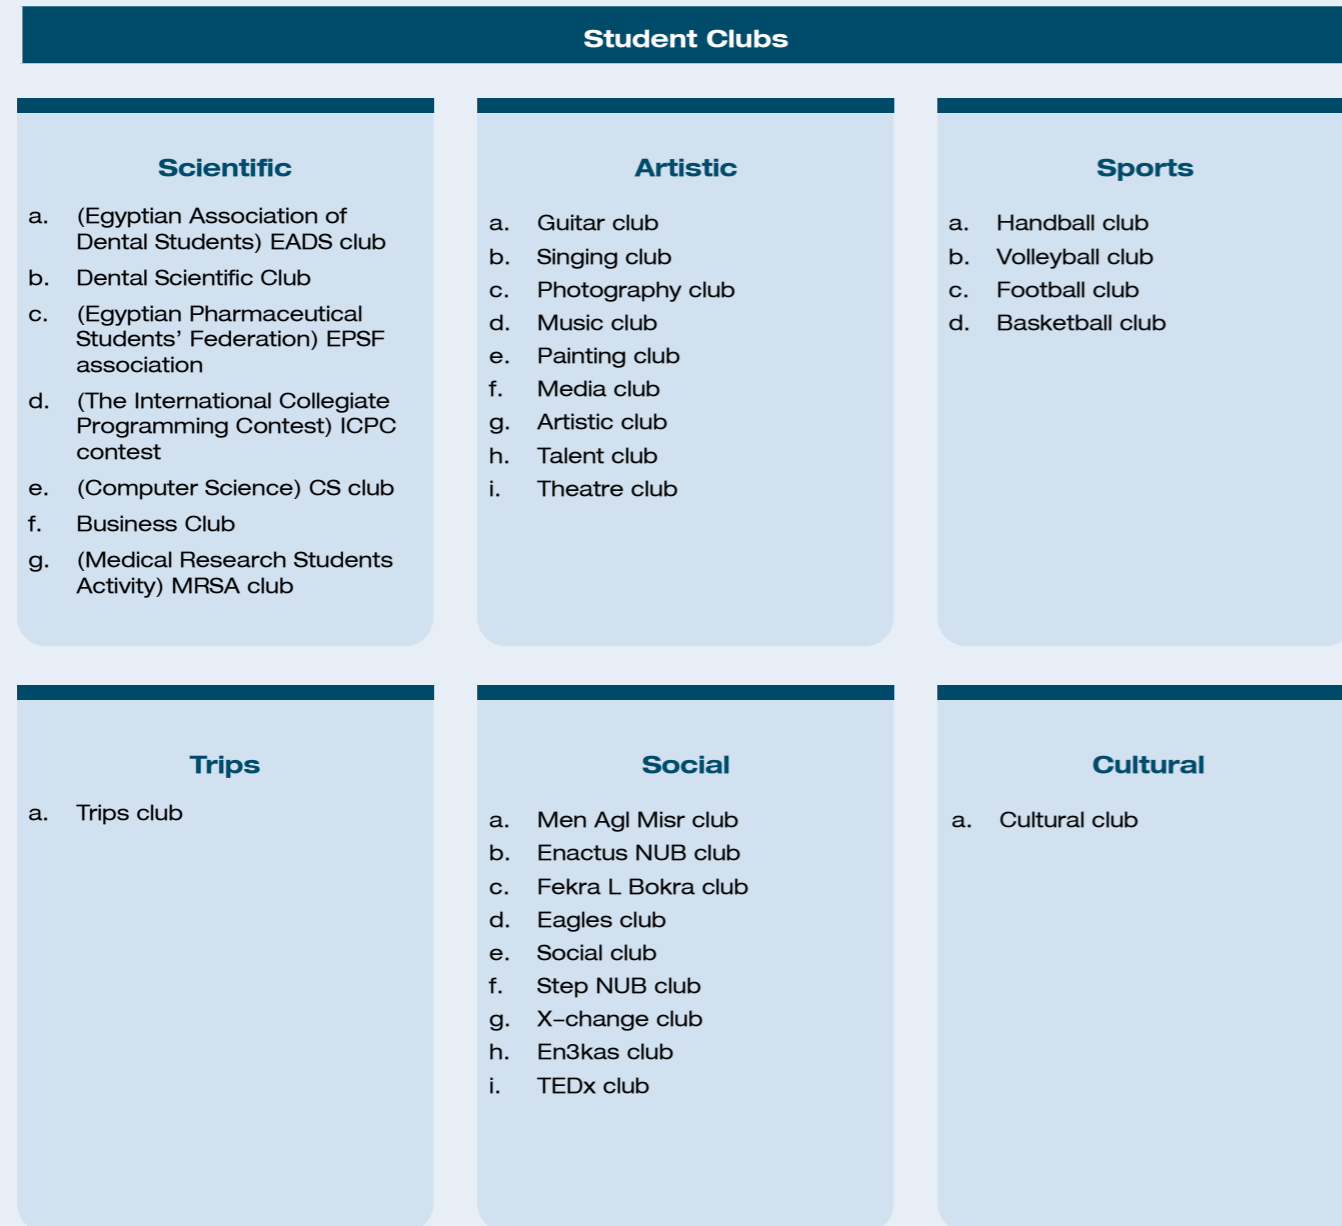 Student Clubs
Scientific
a. (Egyptian Association of
Dental Students) EADS club
b. Dental Scientific Club
c. (Egyptian Pharmaceutical
Students’ Federation) EPSF
association
d. (The International Collegiate
Programming Contest) ICPC
contest
e. (Computer Science) CS club
f. Business Club
g. (Medical Research Students
Activity) MRSA club
Artistic
a. Guitar club
b. Singing club
c. Photography club
d. Music club
e. Painting club
f. Media club
g. Artistic club
h. Talent club
i. Theatre club
Sports
a. Handball club
b. Volleyball club
c. Football club
d. Basketball club
Trips
a. Trips club
Social
a. Men Agl Misr club
b. Enactus NUB club
c. Fekra L Bokra club
d. Eagles club
e. Social club
f. Step NUB club
g. X–change club
h. En3kas club
i. TEDx club
Cultural
a. Cultural club